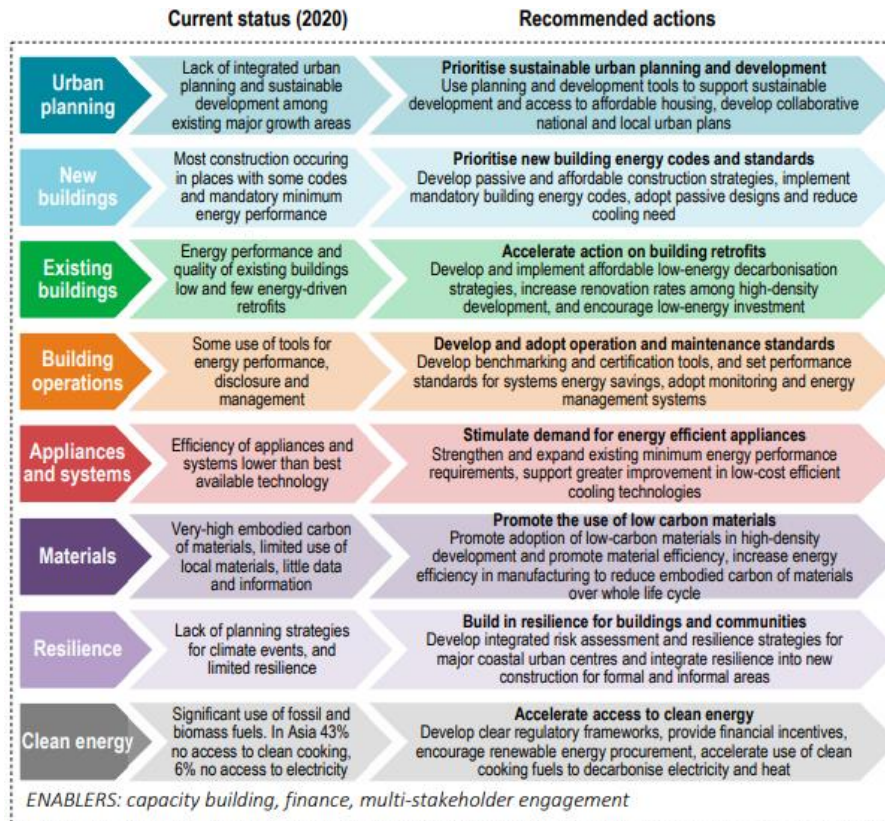 Current status (2020)
Recommended actions
Urban
planning
Lack of integrated urban
planning and sustainable
development among
existing major growth areas
Prioritise sustainable urban planning and development
Use planning and development tools to support sustainable
development and access to affordable housing, develop collaborative
national and local urban plans
New
buildings
Most construction occuring
in places with some codes
and mandatory minimum
energy performance
Prioritise new building energy codes and standards
Develop passive and affordable construction strategies, implement
mandatory building energy codes, adopt passive designs and reduce
cooling need
Existing
buildings
Energy performance and
quality of existing buildings
low and few energy-driven
retrofits
Accelerate action on building retrofits
Develop and implement affordable low-energy decarbonisation
strategies, increase renovation rates among high-density
development, and encourage low-energy investment
Building
operations
Some use of tools for
energy performance,
disclosure and
management
Develop and adopt operation and maintenance standards
Develop benchmarking and certification tools, and set performance
standards for systems energy savings, adopt monitoring and energy
management systems
Appliances
and systems
Efficiency of appliances and
systems lower than best
available technology
Stimulate demand for energy efficient appliances
Strengthen and expand existing minimum energy performance
requirements, support greater improvement in low-cost efficient
cooling technologies
Materials
Very-high embodied carbon
of materials, limited use of
local materials, little data
and information
Promote the use of low carbon materials
Promote adoption of low-carbon materials in high-density
development and promote material efficiency, increase energy
efficiency in manufacturing to reduce embodied carbon of materials
over whole life cycle
Resilience
Lack of planning strategies
for climate events, and
limited resilience
Build in resilience for buildings and communities
Develop integrated risk assessment and resilience strategies for
major coastal urban centres and integrate resilience into new
construction for formal and informal areas
Clean energy
Significant use of fossil and
biomass fuels. In Asia 43%
no access to clean cooking,
6% no access to electricity
Accelerate access to clean energy
Develop clear regulatory frameworks, provide financial incentives,
encourage renewable energy procurement, accelerate use of clean
cooking fuels to decarbonise electricity and heat
ENABLERS: capacity building, finance, multi-stakeholder engagement